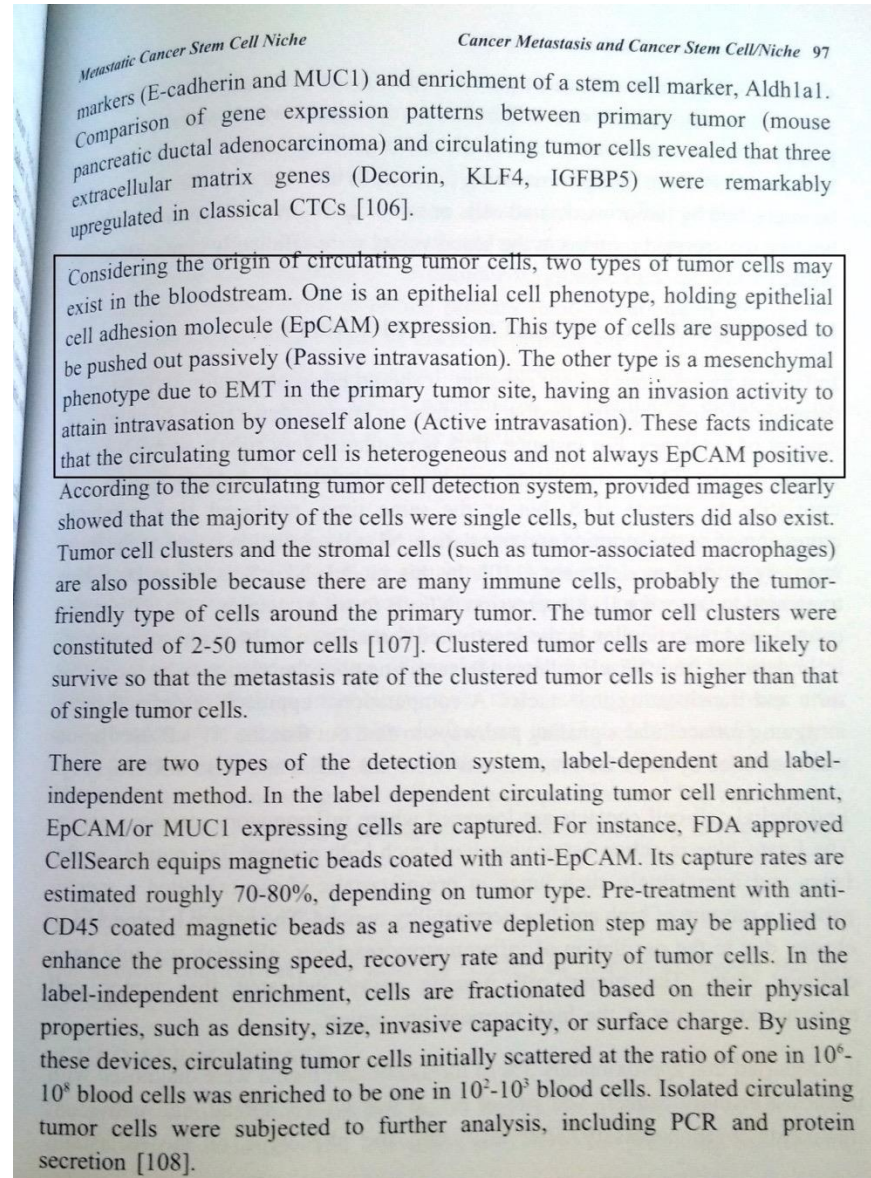 Metastatic Cancer Stem Cell Niche Cancer Metastasis and Cancer Stem Cell/Niche 97
markers (E-cadherin and MUC1) and enrichment of a stem cell marker, Aldh1a1.
Comparison of gene expression patterns between primary tumor (mouse
pancreatic ductal adenocarcinoma) and circulating tumor cells revealed that three
extracellular matrix genes (Decorin, KLF4, IGFBP5) were remarkably
upregulated in classical CTCs [106].
Considering the origin of circulating tumor cells, two types of tumor cells may
exist in the bloodstream. One is an epithelial cell phenotype, holding epithelial
cell adhesion molecule (EpCAM) expression. This type of cells are supposed to
be pushed out passively (Passive intravasation). The other type is a mesenchymal
phenotype due to EMT in the primary tumor site, having an invasion activity to
attain intravasation by oneself alone (Active intravasation). These facts indicate
that the circulating tumor cell is heterogeneous and not always EpCAM positive.
According to the circulating tumor cell detection system, provided images clearly
showed that the majority of the cells were single cells, but clusters did also exist.
Tumor cell clusters and the stromal cells (such as tumor-associated macrophages)
are also possible because there are many immune cells, probably the tumor-
friendly type of cells around the primary tumor. The tumor cell clusters were
constituted of 2-50 tumor cells [107]. Clustered tumor cells are more likely to
survive so that the metastasis rate of the clustered tumor cells is higher than that
of single tumor cells.
There are two types of the detection system, label-dependent and label-
independent method. In the label dependent circulating tumor cell enrichment,
EpCAM/or MUC1 expressing cells are captured. For instance, FDA approved
CellSearch equips magnetic beads coated with anti-EpCAM. Its capture rates are
estimated roughly 70-80%, depending on tumor type. Pre-treatment with anti-
CD45 coated magnetic beads as a negative depletion step may be applied to
enhance the processing speed, recovery rate and purity of tumor cells. In the
label-independent enrichment, cells are fractionated based on their physical
properties, such as density, size, invasive capacity, or surface charge. By using
these devices, circulating tumor cells initially scattered at the ratio of one in 10⁶-
10⁸ blood cells was enriched to be one in 10²-10³ blood cells. Isolated circulating
tumor cells were subjected to further analysis, including PCR and protein
secretion [108].